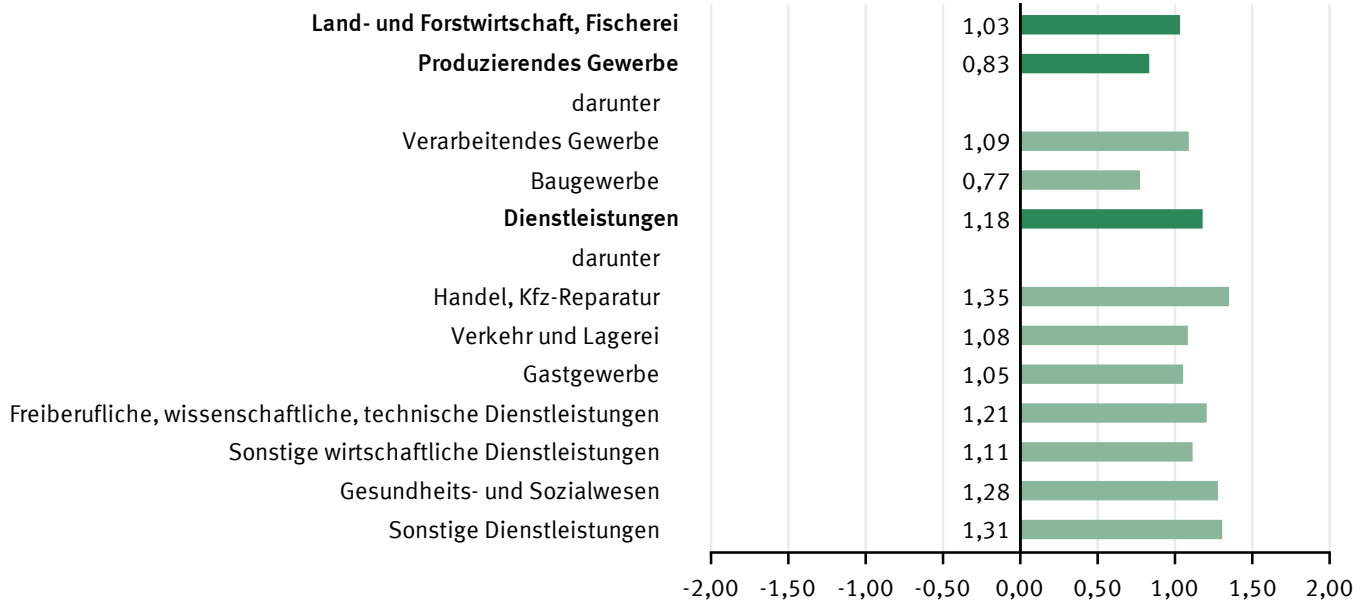 Land- und Forstwirtschaft, Fischerei 1,03
Produzierendes Gewerbe 0,83
darunter
Verarbeitendes Gewerbe 1,09
Baugewerbe 0,77
Dienstleistungen 1,18
darunter
Handel, Kfz-Reparatur 1,35
Verkehr und Lagerei 1,08
Gastgewerbe 1,05
Freiberufliche, wissenschaftliche, technische Dienstleistungen 1,21
Sonstige wirtschaftliche Dienstleistungen 1,11
Gesundheits- und Sozialwesen 1,28
Sonstige Dienstleistungen 1,31
-2,00 -1,50 -1,00 -0,50 0,00 0,50 1,00 1,50 2,00